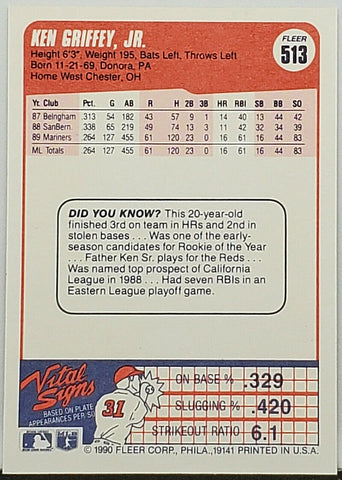 KEN GRIFFEY, JR.
FLEER
513
Height 6'3", Weight 195, Bats Left, Throws Left
Born 11-21-69, Donora, PA
Home West Chester, OH
Yr. Club Pct. G AB R H 2B 3B HR RBI SB BB SO
87 Belngham .313 54 182 43 57 9 1 14 40 13 44 42
88 SanBern. .338 65 54 32 34 39
89 Mariners .264 127 455 61 120 23 0 16 61 16 44 83
ML Totals .264 127 455 61 120 23 0 16 61 16 44 83
DID YOU KNOW? This 20-year-old
finished 3rd on team in HRs and 2nd in
stolen bases . . . Was one of the early-
season candidates for Rookie of the Year
. . . Father Ken Sr. plays for the Reds . . .
Was named top prospect of California
League in 1988 . . . Had seven RBIs in an
Eastern League playoff game.
Vital
Signs
BASED ON PLATE
APPEARANCES PER SO
31
ON BASE % .329
SLUGGING % .420
STRIKEOUT RATIO 6.1
© 1990 FLEER CORP., PHILA., 19141 PRINTED IN U.S.A.